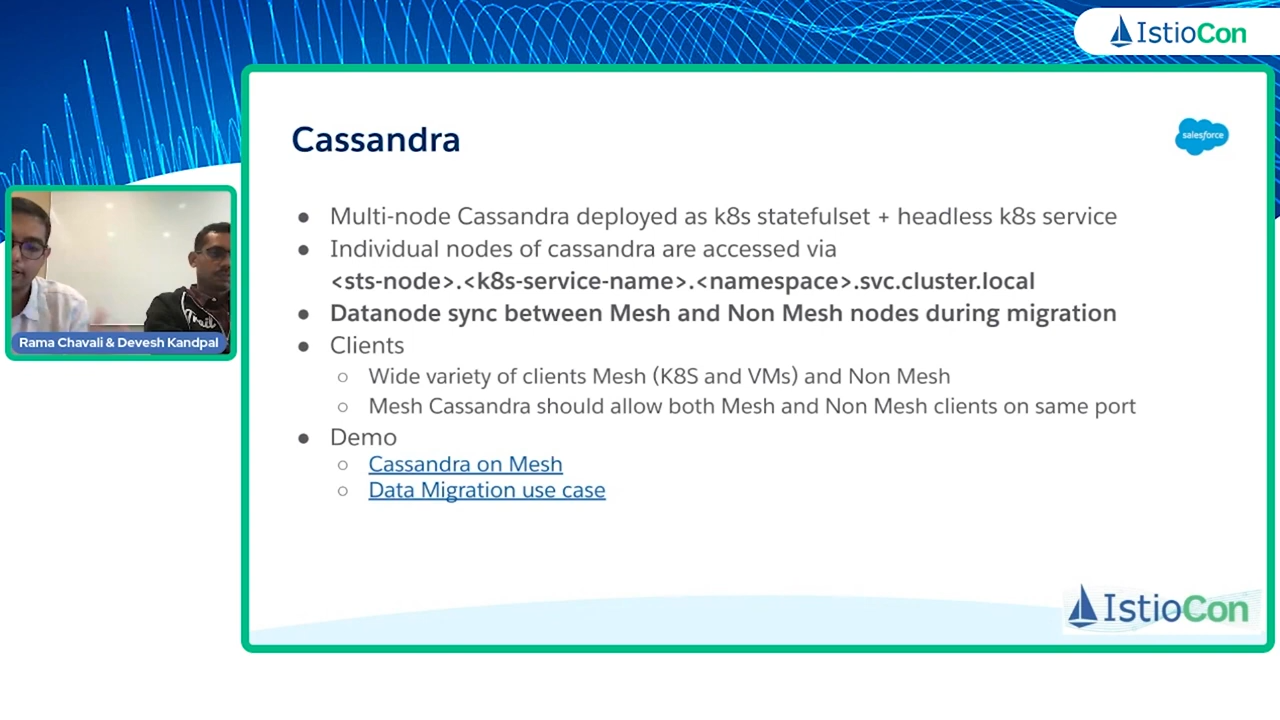 IstioCon
Cassandra
salesforce
● Multi-node Cassandra deployed as k8s statefulset + headless k8s service
● Individual nodes of cassandra are accessed via
<sts-node>.<k8s-service-name>.<namespace>.svc.cluster.local
● Datanode sync between Mesh and Non Mesh nodes during migration
● Clients
○ Wide variety of clients Mesh (K8S and VMs) and Non Mesh
○ Mesh Cassandra should allow both Mesh and Non Mesh clients on same port
● Demo
○ Cassandra on Mesh
○ Data Migration use case
Rama Chavali & Devesh Kandpal
IstioCon